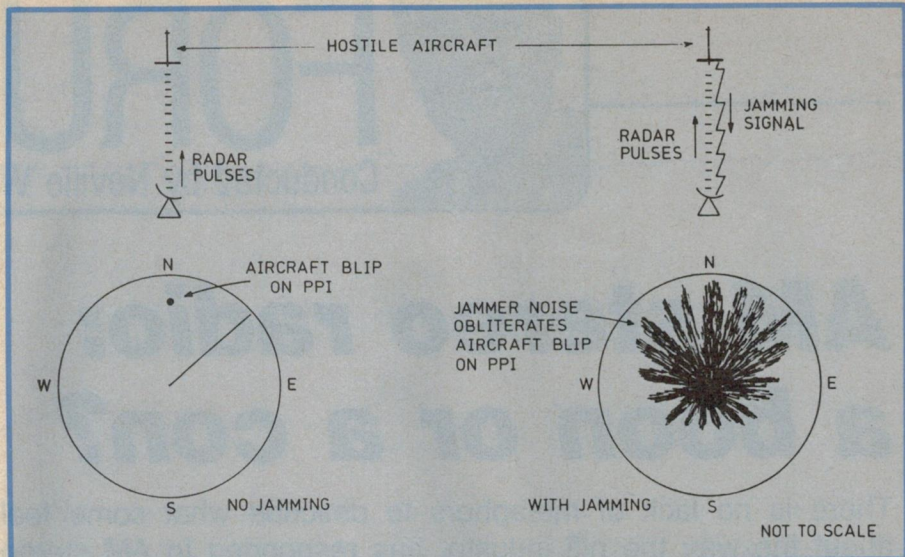 HOSTILE AIRCRAFT
RADAR
PULSES
RADAR
PULSES
JAMMING
SIGNAL
N
AIRCRAFT BLIP
ON PPI
W
E
S
NO JAMMING
N
JAMMER NOISE
OBLITERATES
AIRCRAFT BLIP
ON PPI
W
E
S
WITH JAMMING
NOT TO SCALE